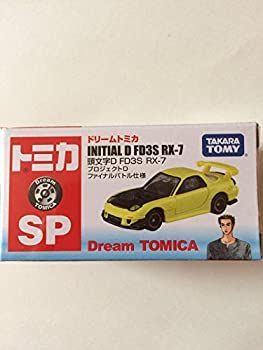 トミカ
Dream
TOMICA
SP
ドリームトミカ
INITIAL D FD3S RX-7
頭文字D FD3S RX-7
プロジェクトD
ファイナルバトル仕様
TAKARA
TOMY
Dream TOMICA